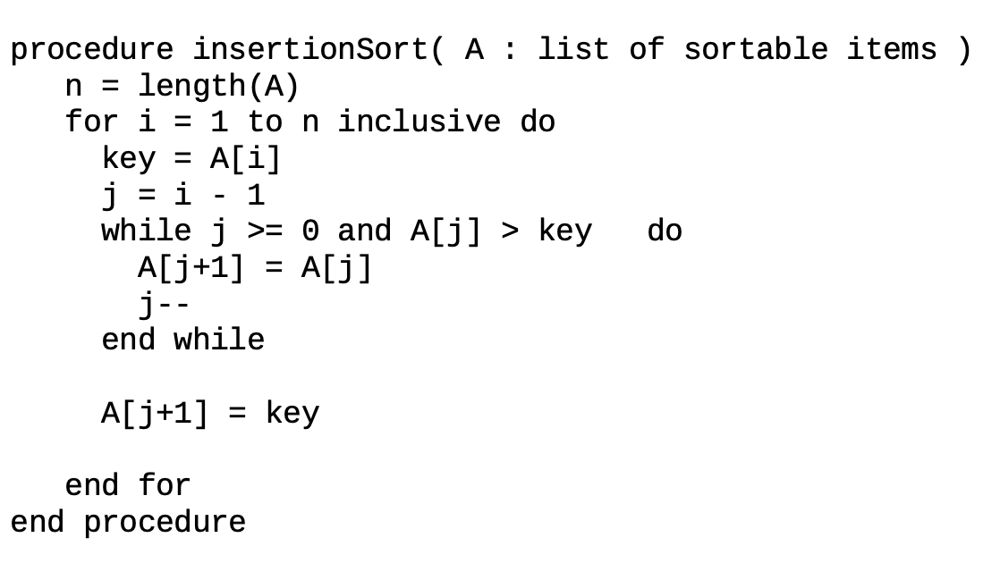 procedure insertionSort( A : list of sortable items )
   n = length(A)
   for i = 1 to n inclusive do
     key = A[i]
     j = i - 1
     while j >= 0 and A[j] > key   do
       A[j+1] = A[j]
       j--
     end while

     A[j+1] = key

   end for
end procedure